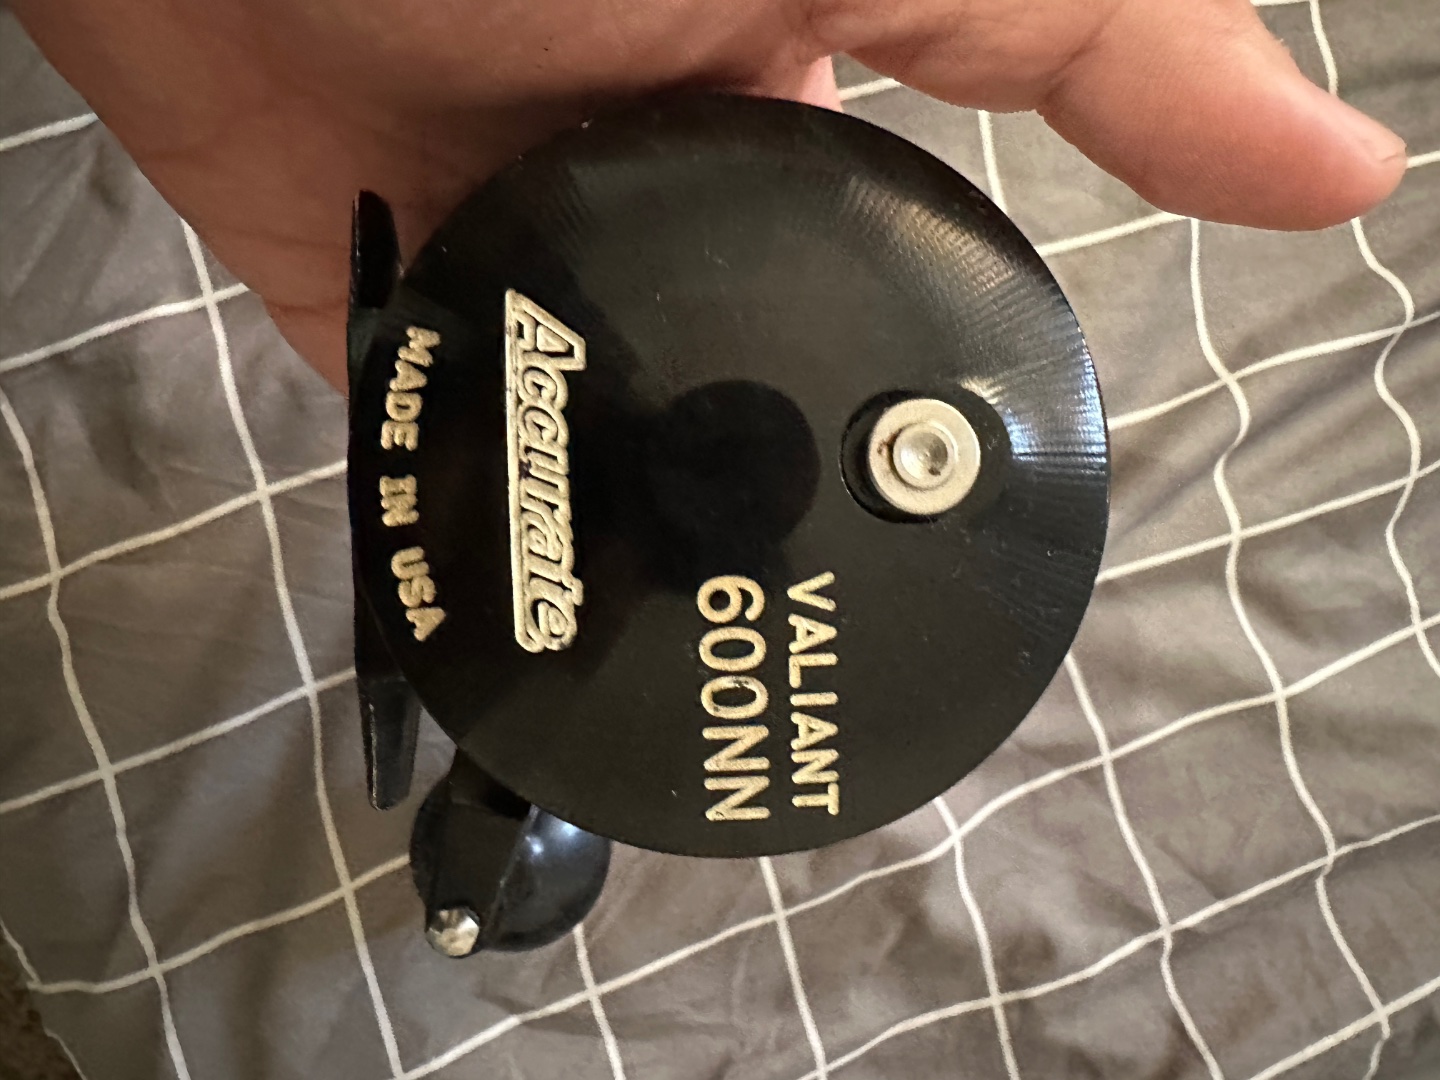 VALIANT
600NN
Accurate
MADE IN USA